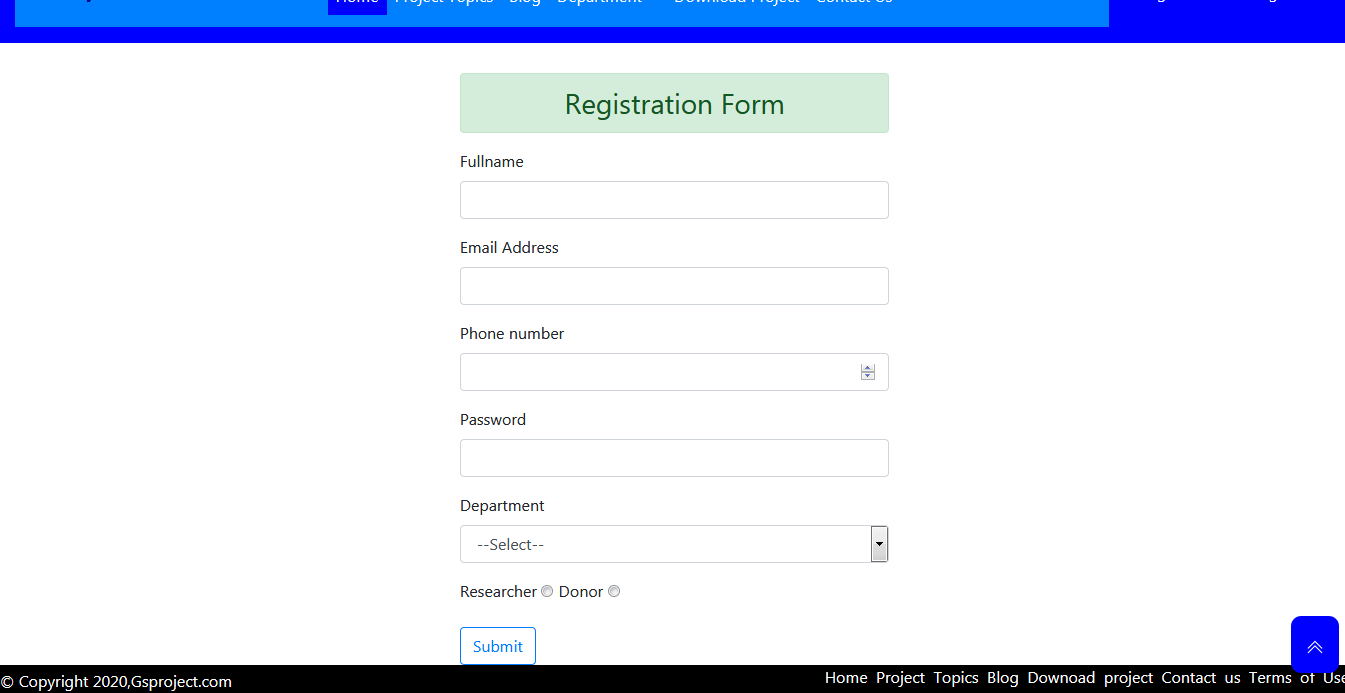 Home Project Topics Blog Department Download Project Contact Us
Registration Form
Fullname
Email Address
Phone number
Password
Department
--Select--
Researcher Donor
Submit
© Copyright 2020,Gsproject.com
Home Project Topics Blog Downoad project Contact us Terms of Use